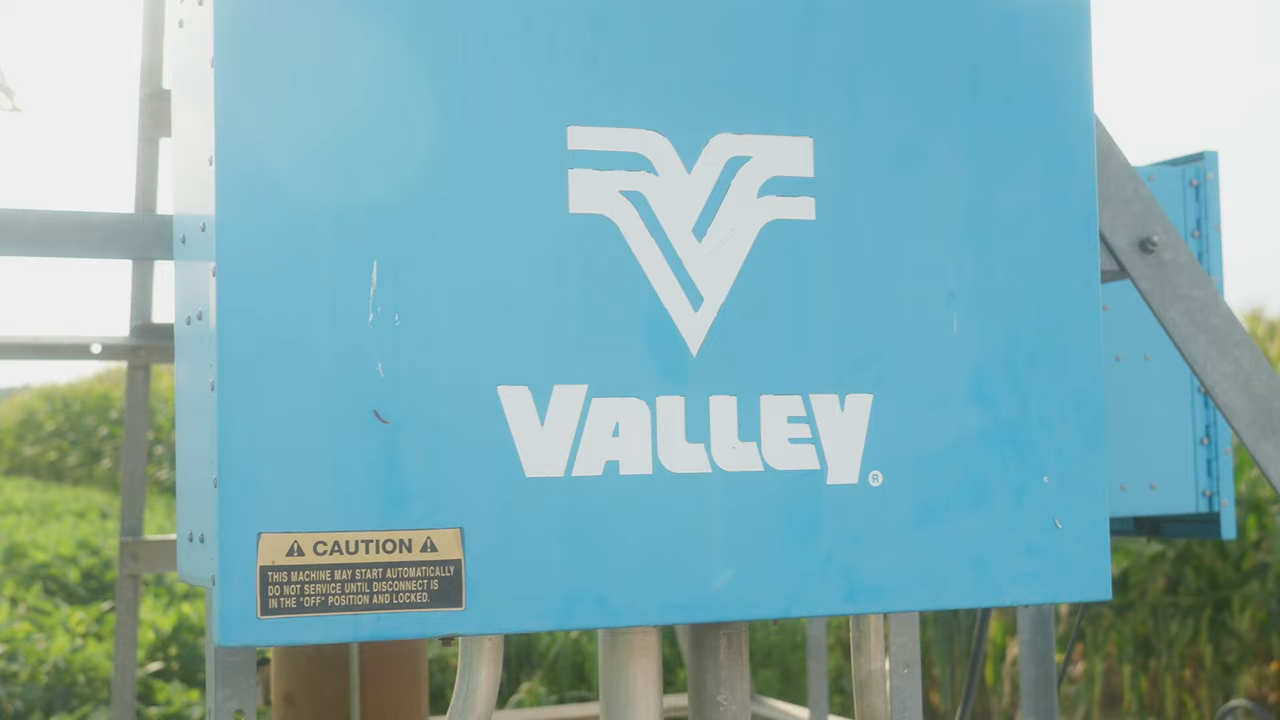 VALLEY
®
CAUTION
THIS MACHINE MAY START AUTOMATICALLY
DO NOT SERVICE UNTIL DISCONNECT IS
IN THE "OFF" POSITION AND LOCKED.